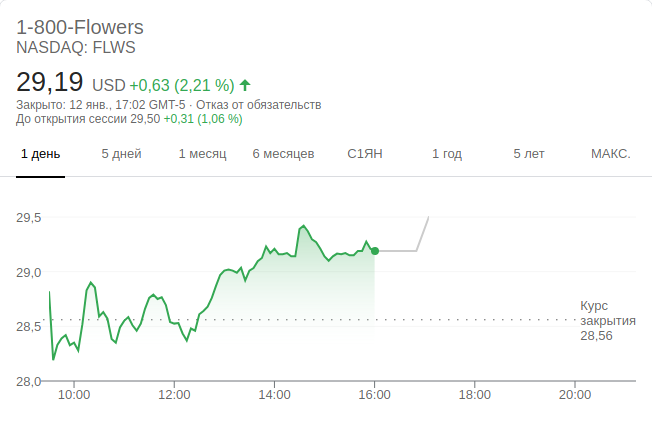 1-800-Flowers
NASDAQ: FLWS
29,19 USD +0,63 (2,21 %)
Закрыто: 12 янв., 17:02 GMT-5 · Отказ от обязательств
До открытия сессии 29,50 +0,31 (1,06 %)
1 день 5 дней 1 месяц 6 месяцев С1ЯН 1 год 5 лет МАКС.
29,5
29,0
Курс
28,5 закрытия
28,56
28,0
10:00 12:00 14:00 16:00 18:00 20:00